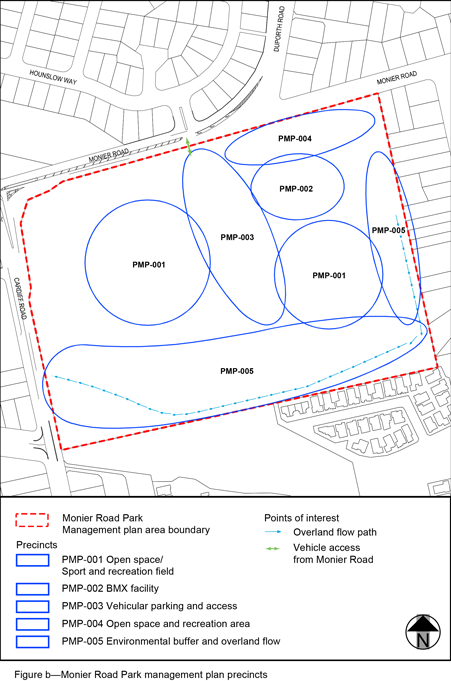 DUPORTH ROAD
HOUNSLOW WAY
MONIER ROAD
MONIER ROAD
PMP-004
PMP-002
PMP-005
PMP-003
PMP-001
PMP-001
CARDIFF ROAD
PMP-005
Monier Road Park
Management plan area boundary
Precincts
PMP-001 Open space/
Sport and recreation field
PMP-002 BMX facility
PMP-003 Vehicular parking and access
PMP-004 Open space and recreation area
PMP-005 Environmental buffer and overland flow
Points of interest
Overland flow path
Vehicle access
from Monier Road
N
Figure b—Monier Road Park management plan precincts